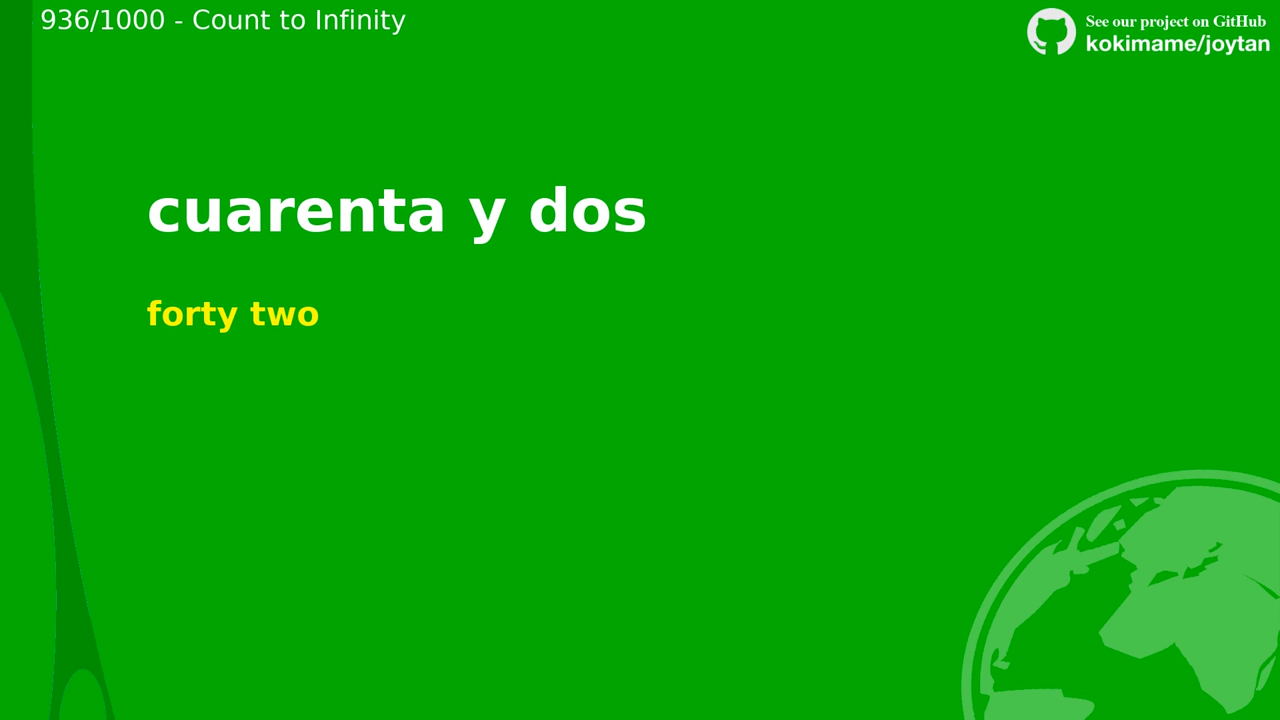 936/1000 - Count to Infinity
See our project on GitHub
kokimame/joytan
cuarenta y dos
forty two